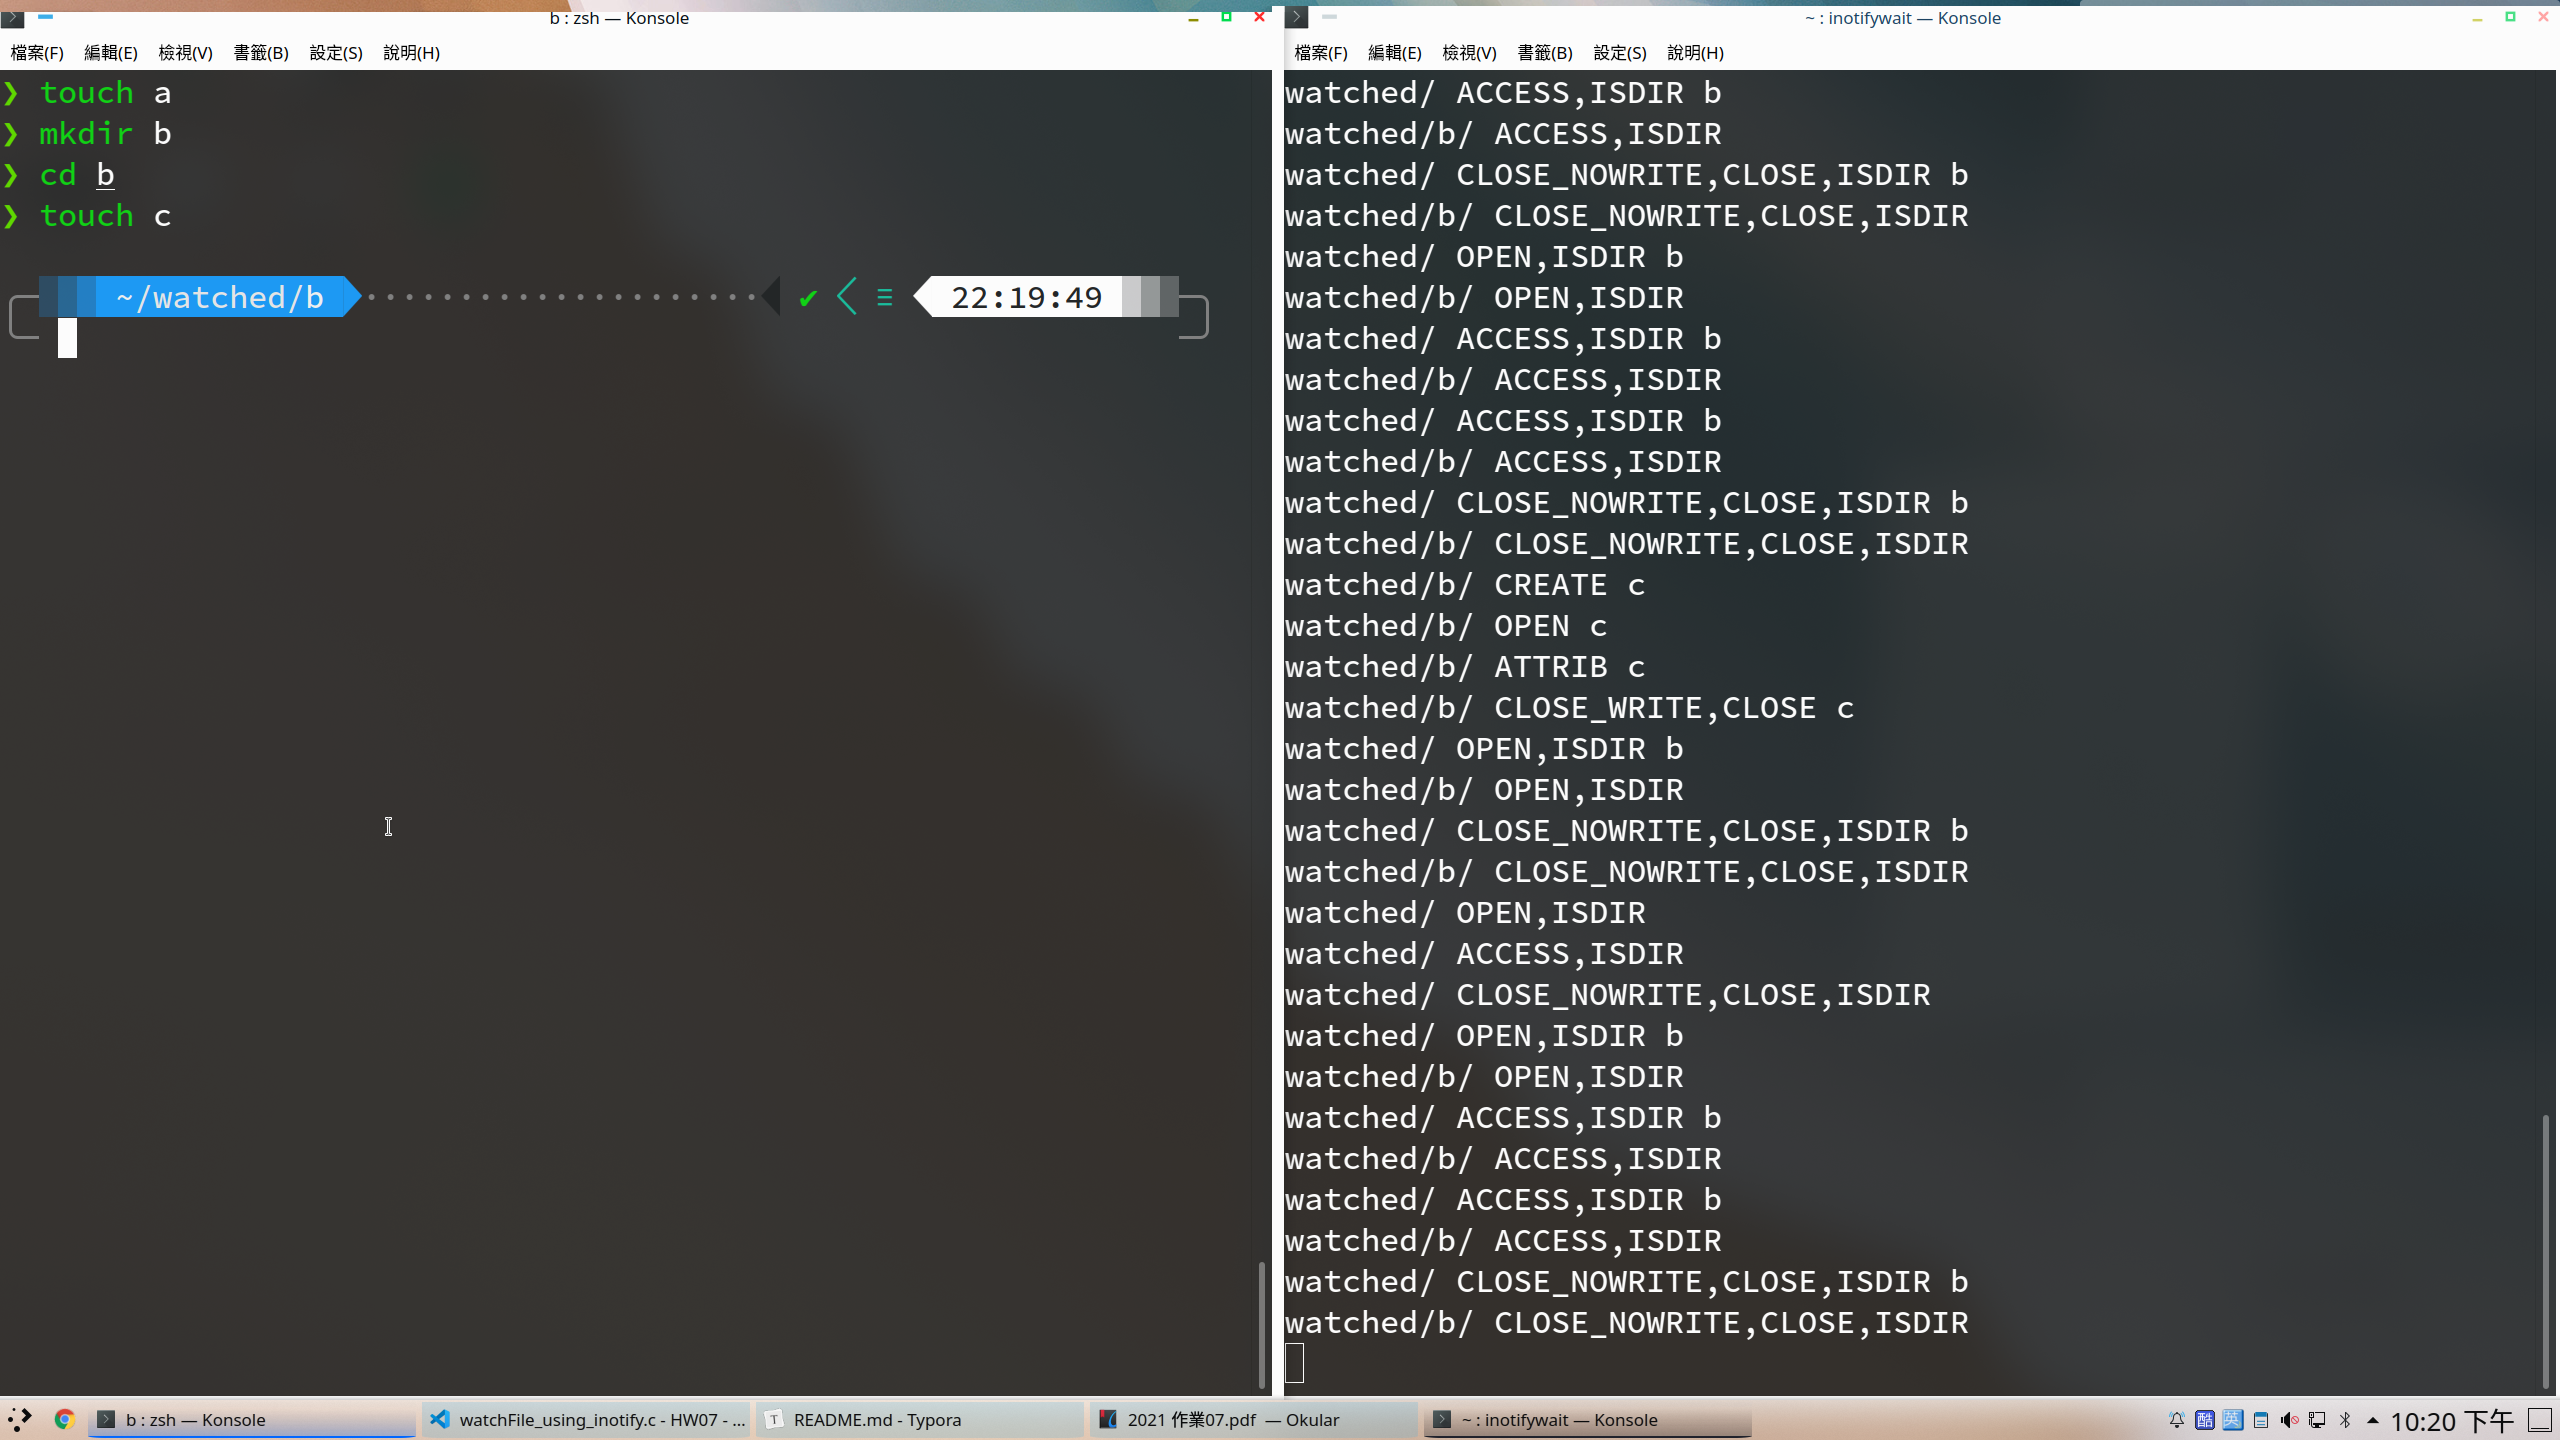 b : zsh — Konsole
檔案(F) 編輯(E) 檢視(V) 書籤(B) 設定(S) 說明(H)
❯ touch a
❯ mkdir b
❯ cd b
❯ touch c
~/watched/b ✔ 22:19:49
~ : inotifywait — Konsole
檔案(F) 編輯(E) 檢視(V) 書籤(B) 設定(S) 說明(H)
watched/ ACCESS,ISDIR b
watched/b/ ACCESS,ISDIR
watched/ CLOSE_NOWRITE,CLOSE,ISDIR b
watched/b/ CLOSE_NOWRITE,CLOSE,ISDIR
watched/ OPEN,ISDIR b
watched/b/ OPEN,ISDIR
watched/ ACCESS,ISDIR b
watched/b/ ACCESS,ISDIR
watched/ ACCESS,ISDIR b
watched/b/ ACCESS,ISDIR
watched/ CLOSE_NOWRITE,CLOSE,ISDIR b
watched/b/ CLOSE_NOWRITE,CLOSE,ISDIR
watched/b/ CREATE c
watched/b/ OPEN c
watched/b/ ATTRIB c
watched/b/ CLOSE_WRITE,CLOSE c
watched/ OPEN,ISDIR b
watched/b/ OPEN,ISDIR
watched/ CLOSE_NOWRITE,CLOSE,ISDIR b
watched/b/ CLOSE_NOWRITE,CLOSE,ISDIR
watched/ OPEN,ISDIR
watched/ ACCESS,ISDIR
watched/ CLOSE_NOWRITE,CLOSE,ISDIR
watched/ OPEN,ISDIR b
watched/b/ OPEN,ISDIR
watched/ ACCESS,ISDIR b
watched/b/ ACCESS,ISDIR
watched/ ACCESS,ISDIR b
watched/b/ ACCESS,ISDIR
watched/ CLOSE_NOWRITE,CLOSE,ISDIR b
watched/b/ CLOSE_NOWRITE,CLOSE,ISDIR
b : zsh — Konsole
watchFile_using_inotify.c - HW07 - ...
README.md - Typora
2021 作業07.pdf — Okular
~ : inotifywait — Konsole
酷 英 10:20 下午